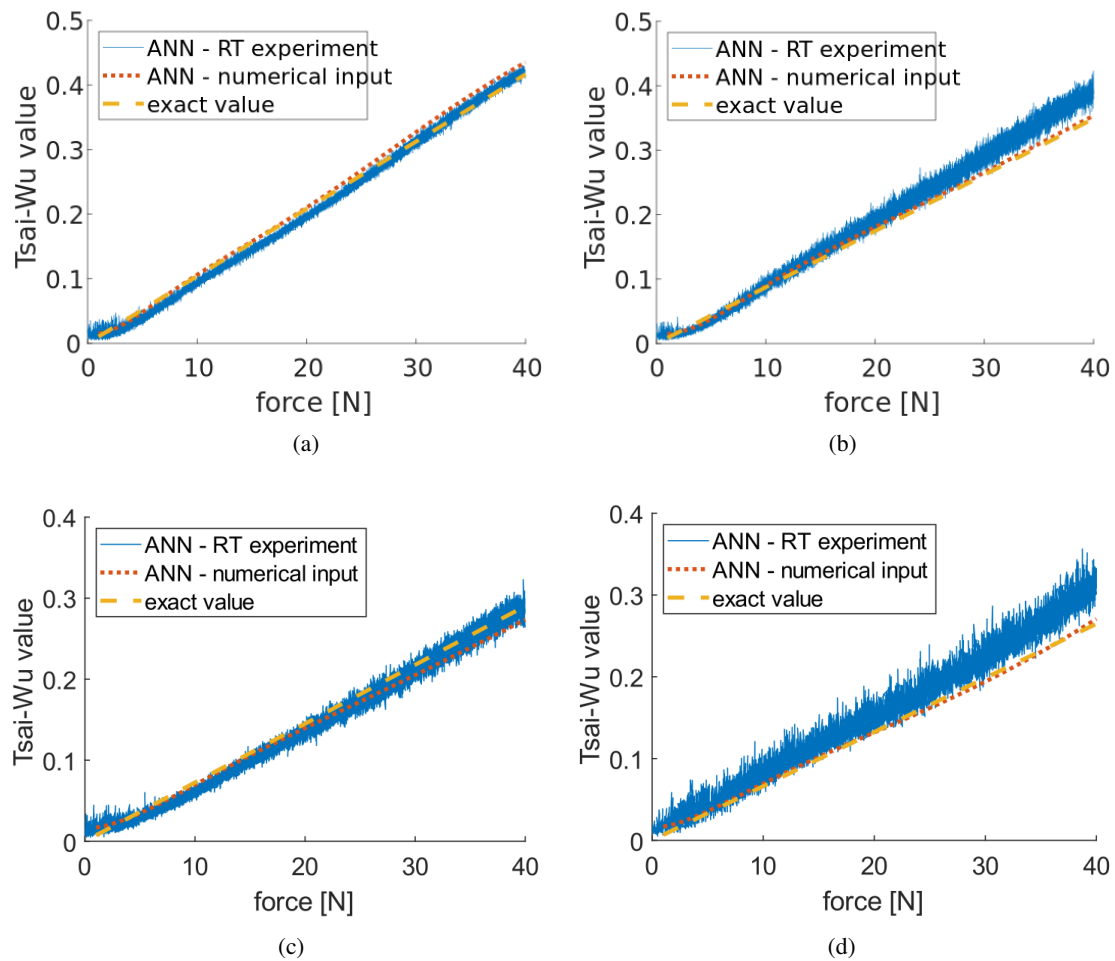 0.5
0.4
0.3
0.2
0.1
0
Tsai-Wu value
ANN - RT experiment
ANN - numerical input
exact value
0 10 20 30 40
force [N]
(a)
0.5
0.4
0.3
0.2
0.1
0
Tsai-Wu value
ANN - RT experiment
ANN - numerical input
exact value
0 10 20 30 40
force [N]
(b)
0.4
0.3
0.2
0.1
0
Tsai-Wu value
ANN - RT experiment
ANN - numerical input
exact value
0 10 20 30 40
force [N]
(c)
0.4
0.3
0.2
0.1
0
Tsai-Wu value
ANN - RT experiment
ANN - numerical input
exact value
0 10 20 30 40
force [N]
(d)